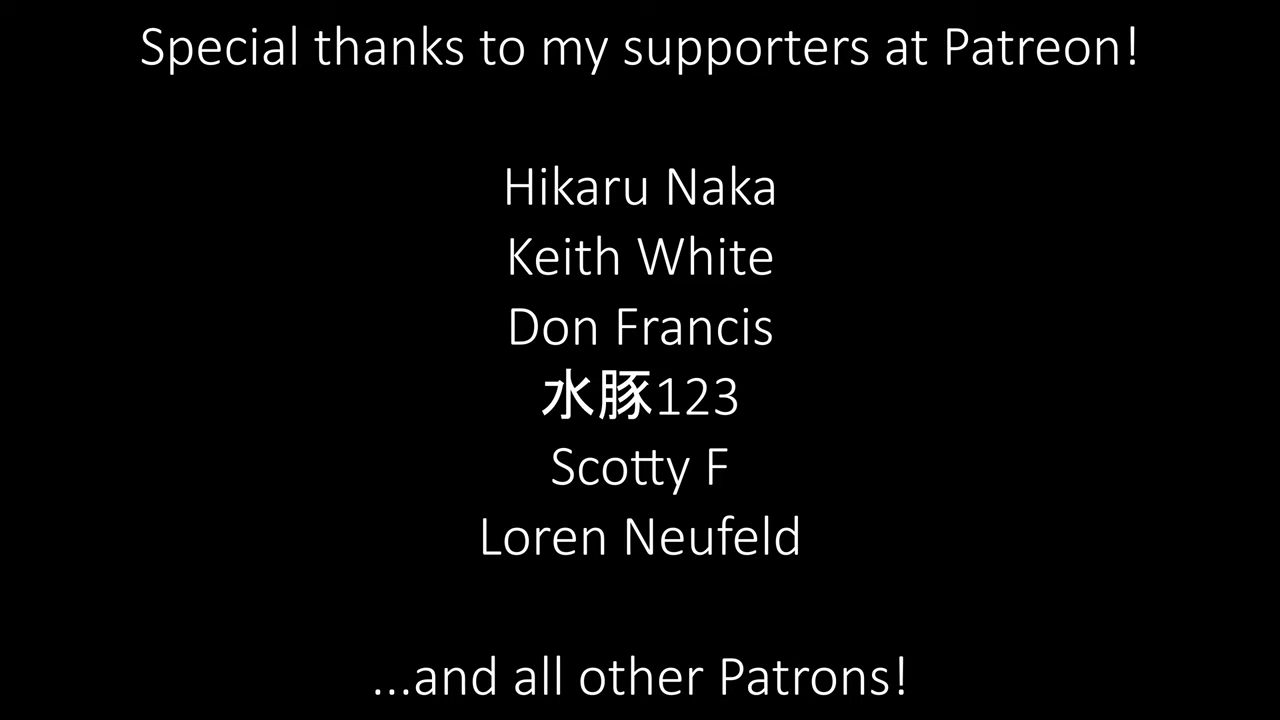 Special thanks to my supporters at Patreon!
Hikaru Naka
Keith White
Don Francis
水豚123
Scotty F
Loren Neufeld
...and all other Patrons!